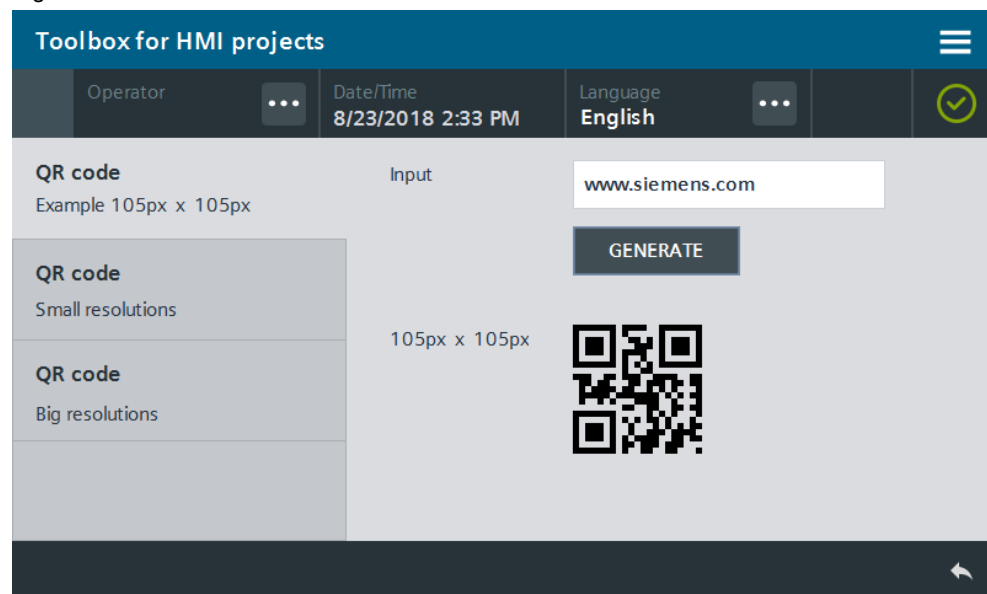 Toolbox for HMI projects
Operator
Date/Time
8/23/2018 2:33 PM
Language
English
QR code
Example 105px x 105px
QR code
Small resolutions
QR code
Big resolutions
Input
www.siemens.com
GENERATE
105px x 105px